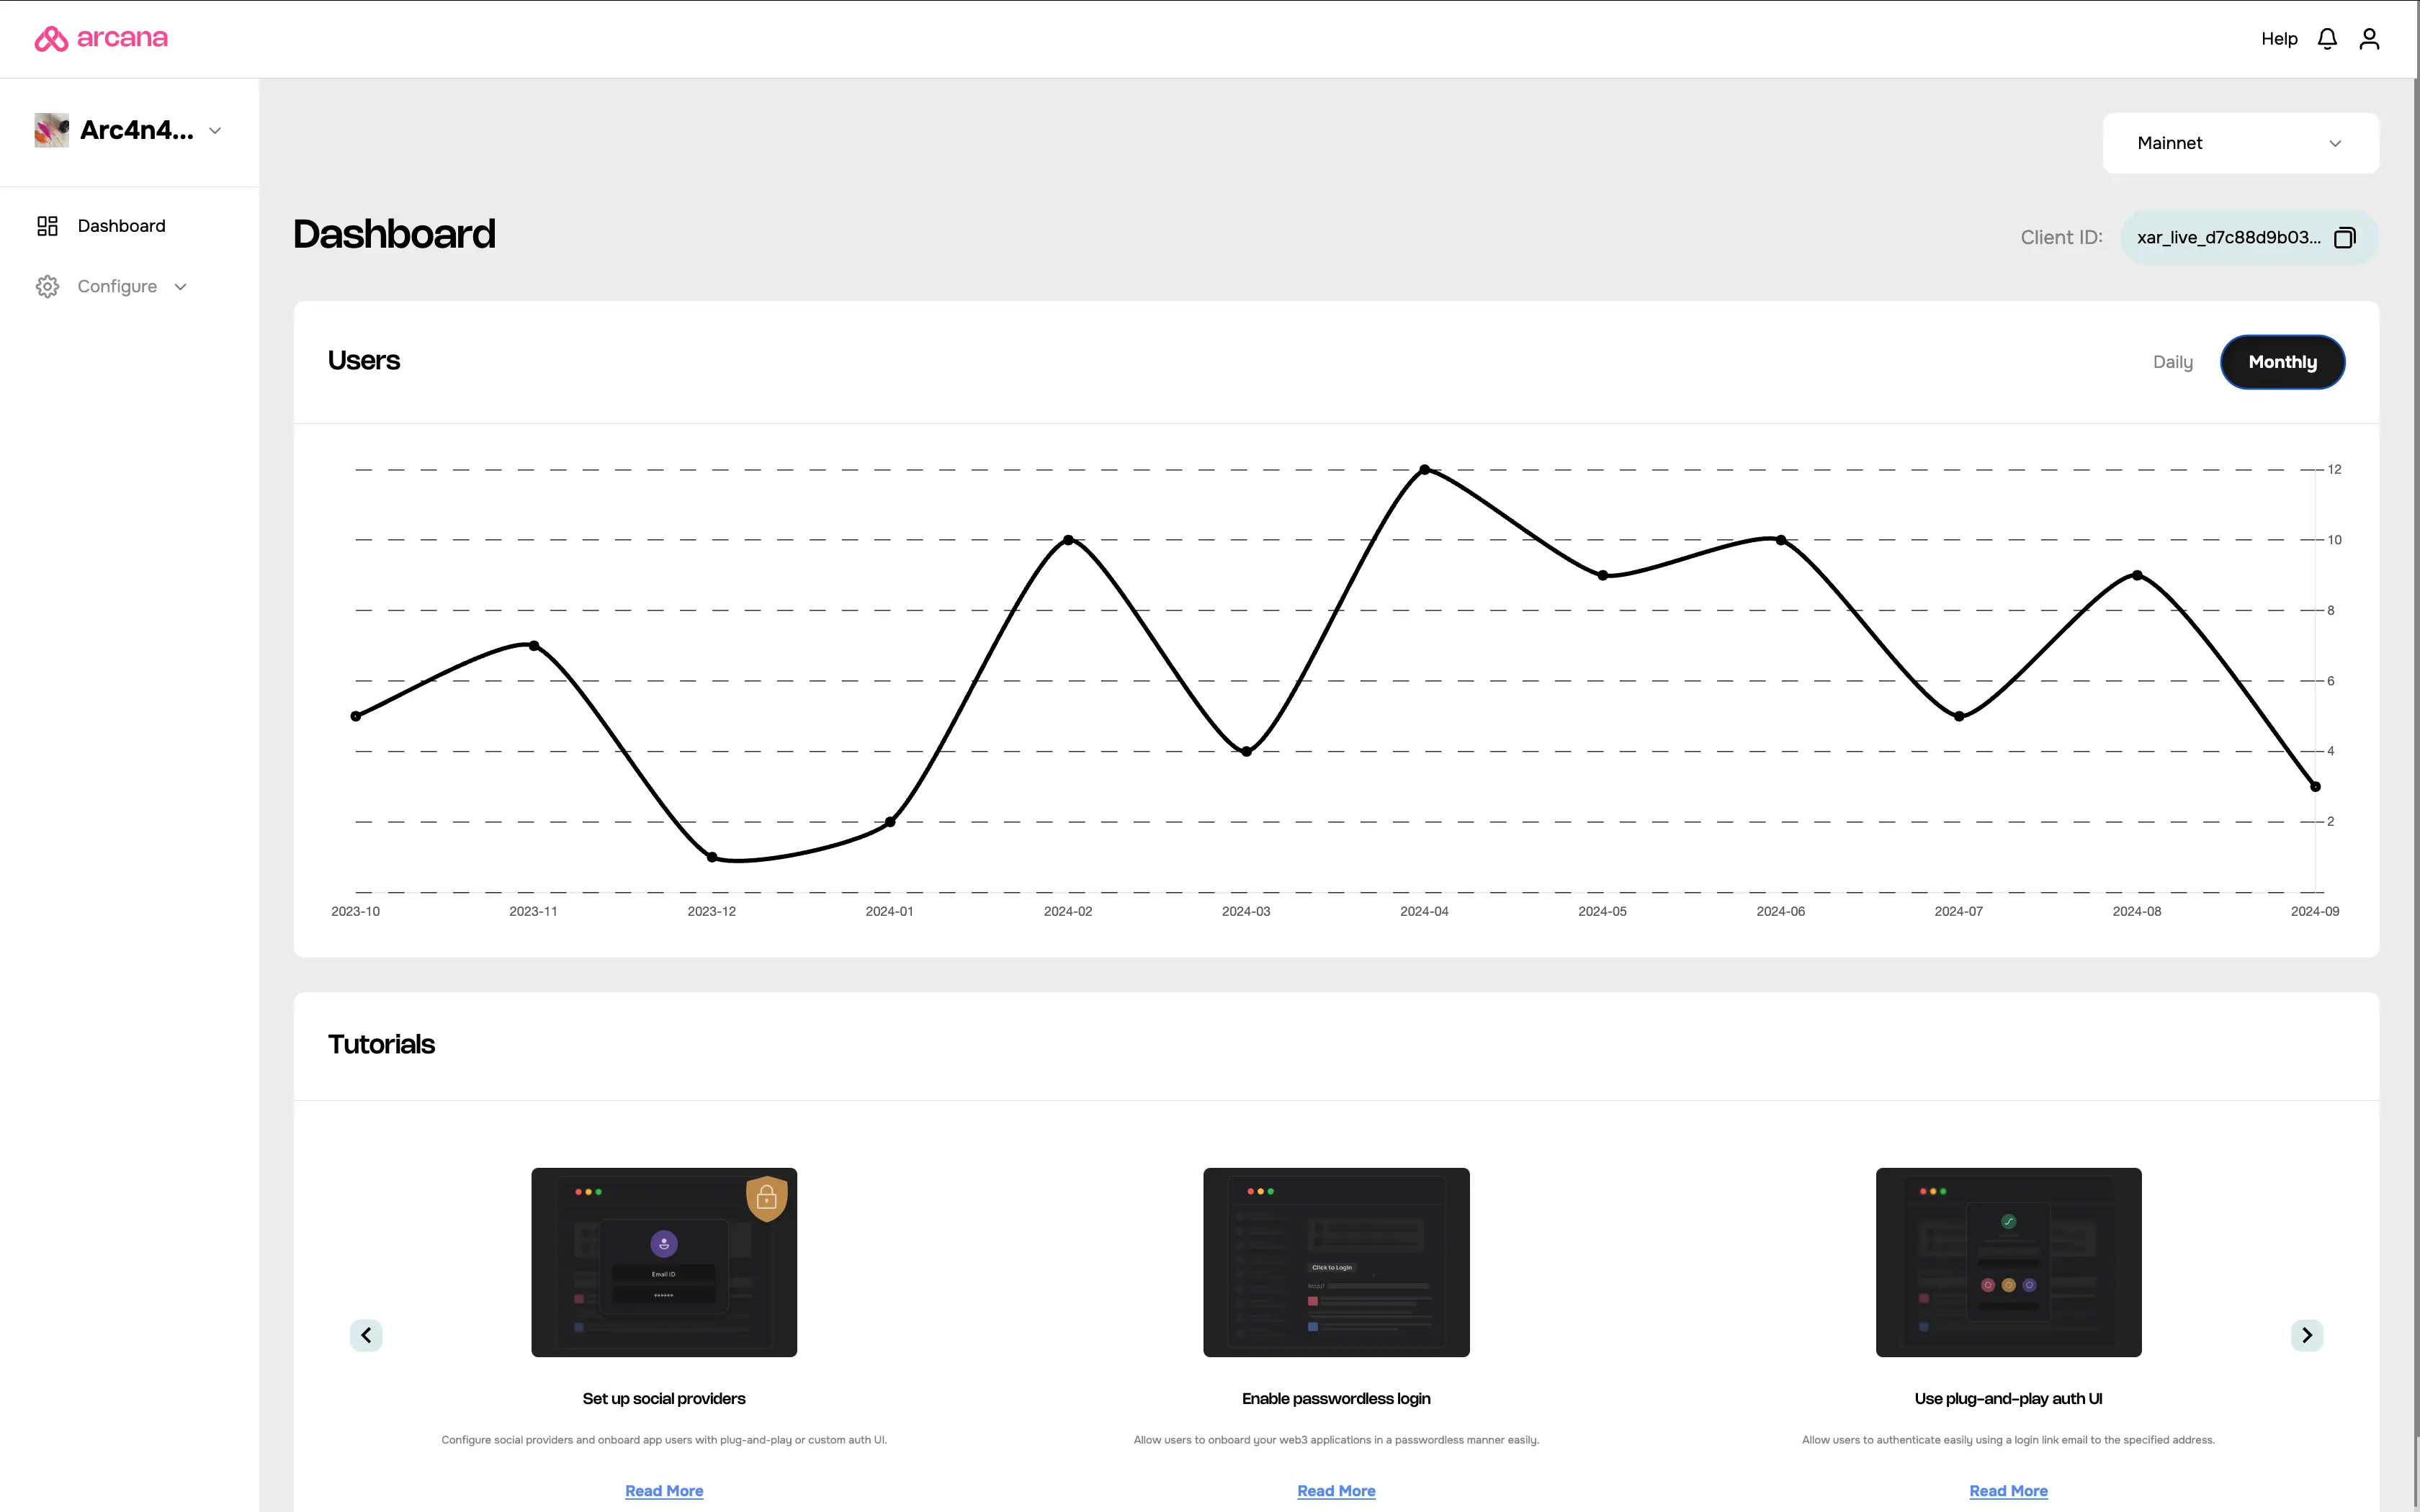 arcana
Help
Arc4n4...
Mainnet
Dashboard
Configure
Dashboard
Client ID:
xar_live_d7c88d9b03...
Users
Daily
Monthly
12
10
8
6
4
2
2023-10
2023-11
2023-12
2024-01
2024-02
2024-03
2024-04
2024-05
2024-06
2024-07
2024-08
2024-09
Tutorials
Email ID
******
Click to Login
Set up social providers
Configure social providers and onboard app users with plug-and-play or custom auth UI.
Read More
Enable passwordless login
Allow users to onboard your web3 applications in a passwordless manner easily.
Read More
Use plug-and-play auth UI
Allow users to authenticate easily using a login link email to the specified address.
Read More